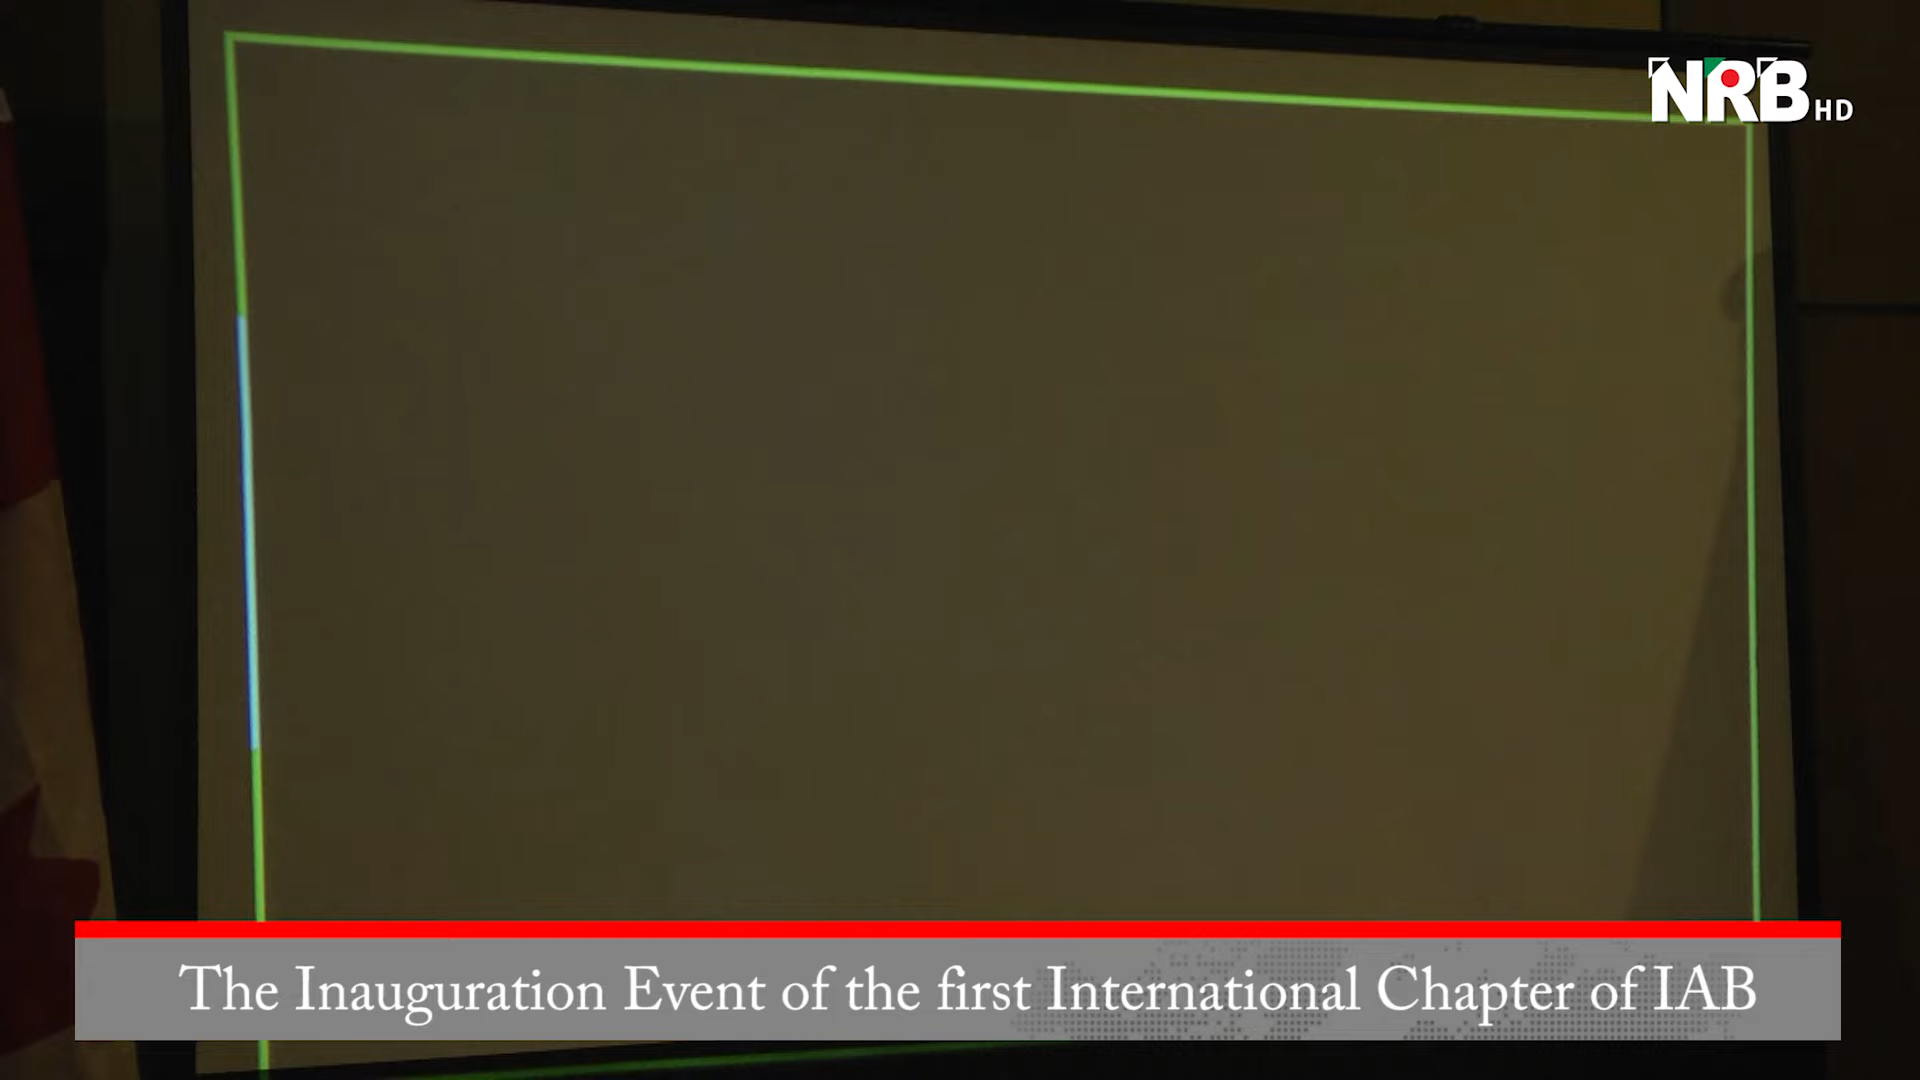 NRB HD
The Inauguration Event of the first International Chapter of IAB